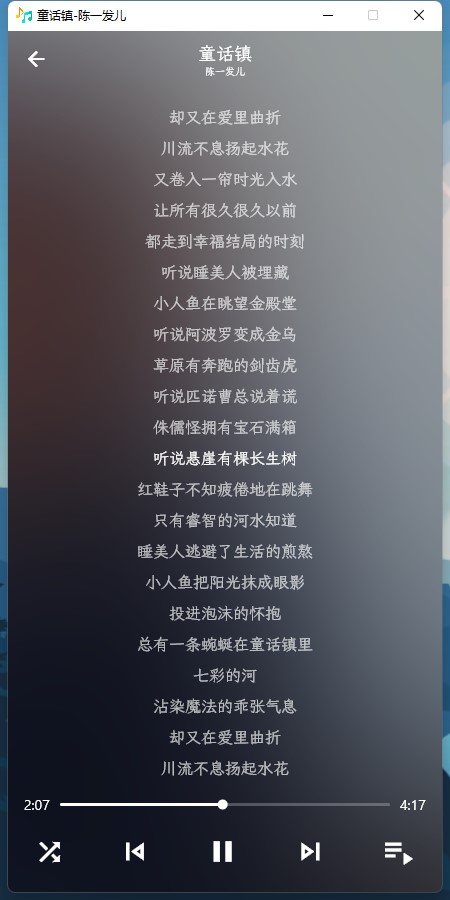 童话镇-陈一发儿
童话镇
陈一发儿
却又在爱里曲折
川流不息扬起水花
又卷入一帘时光入水
让所有很久很久以前
都走到幸福结局的时刻
听说睡美人被埋藏
小人鱼在眺望金殿堂
听说阿波罗变成金乌
草原有奔跑的剑齿虎
听说匹诺曹总说着谎
侏儒怪拥有宝石满箱
听说悬崖有棵长生树
红鞋子不知疲倦地在跳舞
只有睿智的河水知道
睡美人逃避了生活的煎熬
小人鱼把阳光抹成眼影
投进泡沫的怀抱
总有一条蜿蜒在童话镇里
七彩的河
沾染魔法的乖张气息
却又在爱里曲折
川流不息扬起水花
2:07
4:17